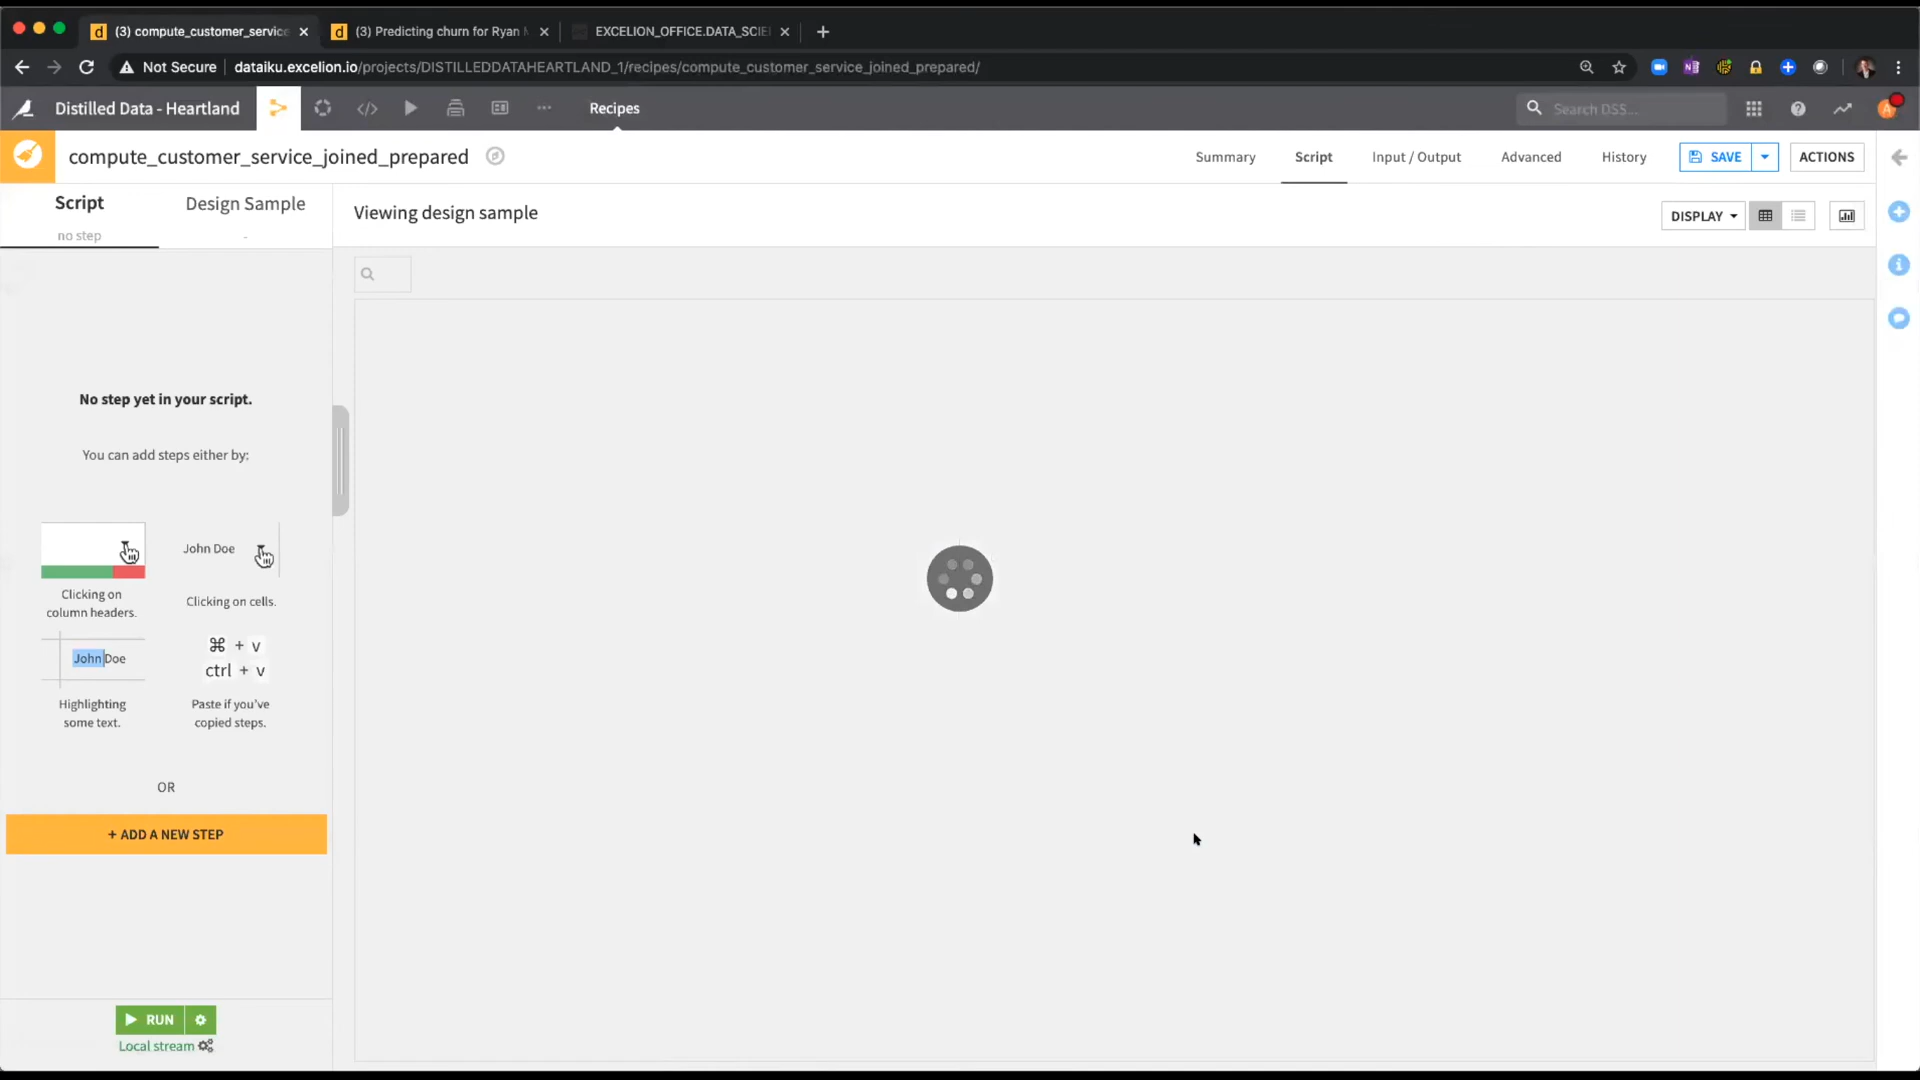 (3) compute_customer_service
(3) Predicting churn for Ryan
EXCELION_OFFICE.DATA_SCIE
Not Secure
dataiku.excelion.io/projects/DISTILLEDDATAHEARTLAND_1/recipes/compute_customer_service_joined_prepared/
Distilled Data - Heartland
Recipes
Search DSS...
compute_customer_service_joined_prepared
Summary
Script
Input / Output
Advanced
History
SAVE
ACTIONS
Script
no step
Design Sample
-
Viewing design sample
DISPLAY
No step yet in your script.
You can add steps either by:
John Doe
Clicking on
column headers.
Clicking on cells.
John Doe
⌘ + v
ctrl + v
Highlighting
some text.
Paste if you've
copied steps.
OR
+ ADD A NEW STEP
RUN
Local stream